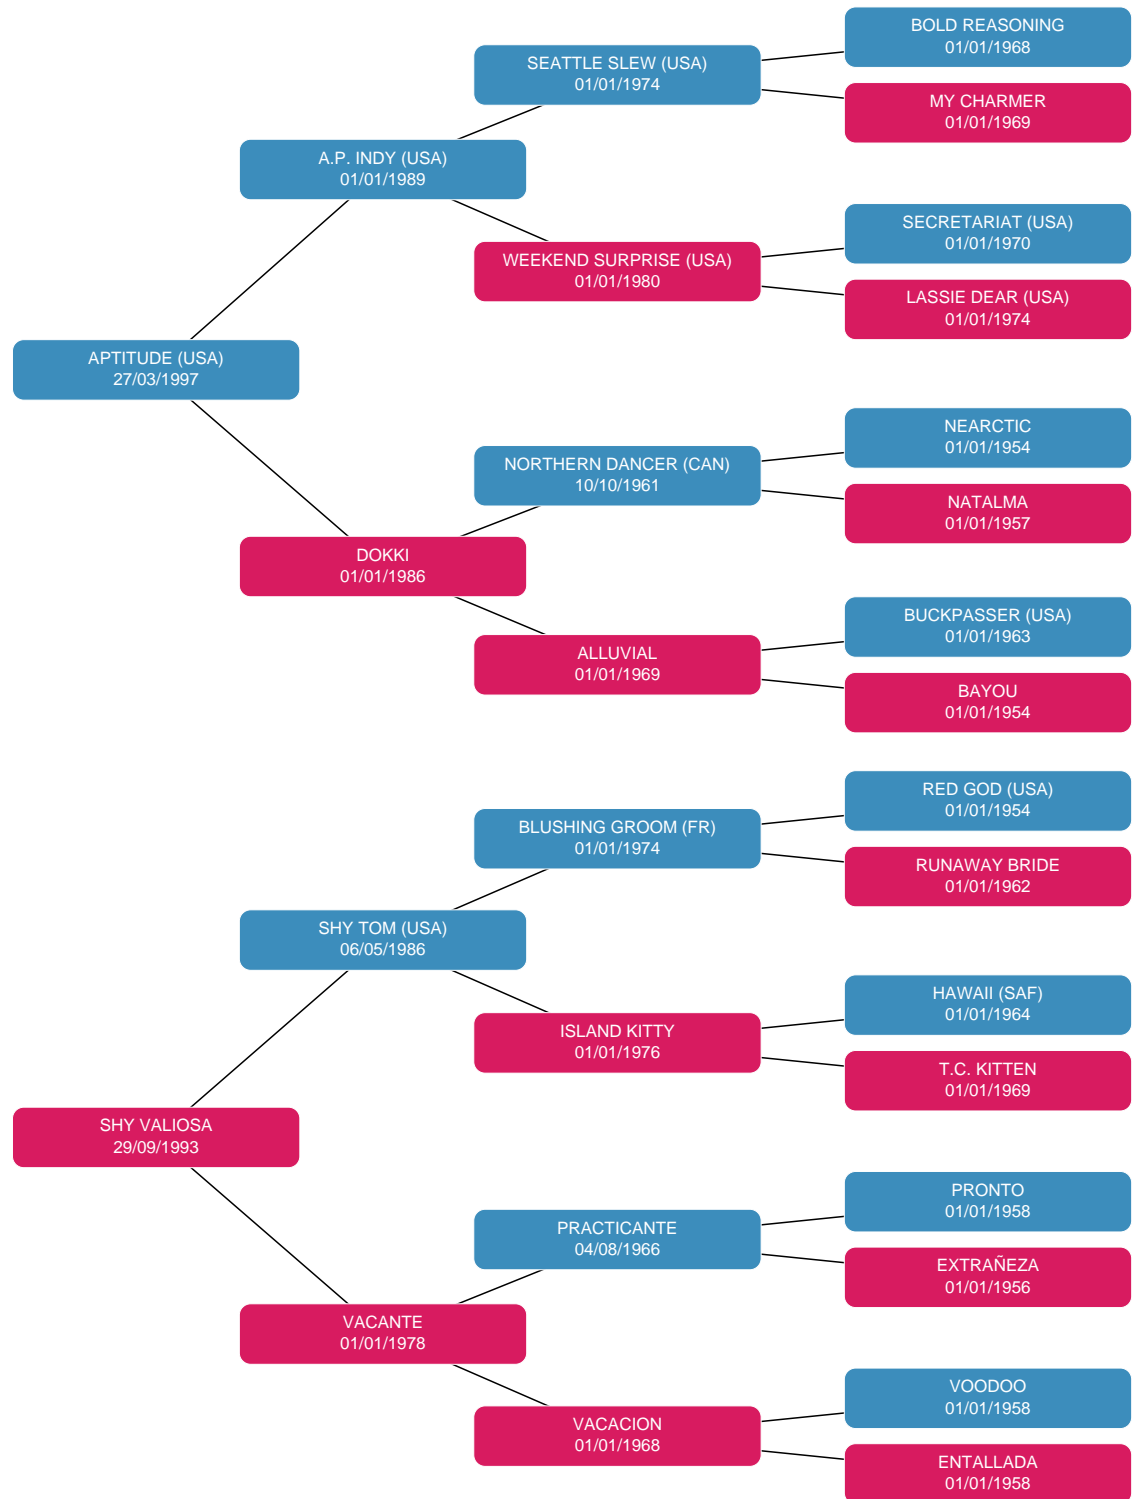 BOLD REASONING
01/01/1968
SEATTLE SLEW (USA)
01/01/1974
MY CHARMER
01/01/1969
A.P. INDY (USA)
01/01/1989
SECRETARIAT (USA)
01/01/1970
WEEKEND SURPRISE (USA)
01/01/1980
LASSIE DEAR (USA)
01/01/1974
APTITUDE (USA)
27/03/1997
NEARCTIC
01/01/1954
NORTHERN DANCER (CAN)
10/10/1961
NATALMA
01/01/1957
DOKKI
01/01/1986
BUCKPASSER (USA)
01/01/1963
ALLUVIAL
01/01/1969
BAYOU
01/01/1954
RED GOD (USA)
01/01/1954
BLUSHING GROOM (FR)
01/01/1974
RUNAWAY BRIDE
01/01/1962
SHY TOM (USA)
06/05/1986
HAWAII (SAF)
01/01/1964
ISLAND KITTY
01/01/1976
T.C. KITTEN
01/01/1969
SHY VALIOSA
29/09/1993
PRONTO
01/01/1958
PRACTICANTE
04/08/1966
EXTRAÑEZA
01/01/1956
VACANTE
01/01/1978
VOODOO
01/01/1958
VACACION
01/01/1968
ENTALLADA
01/01/1958